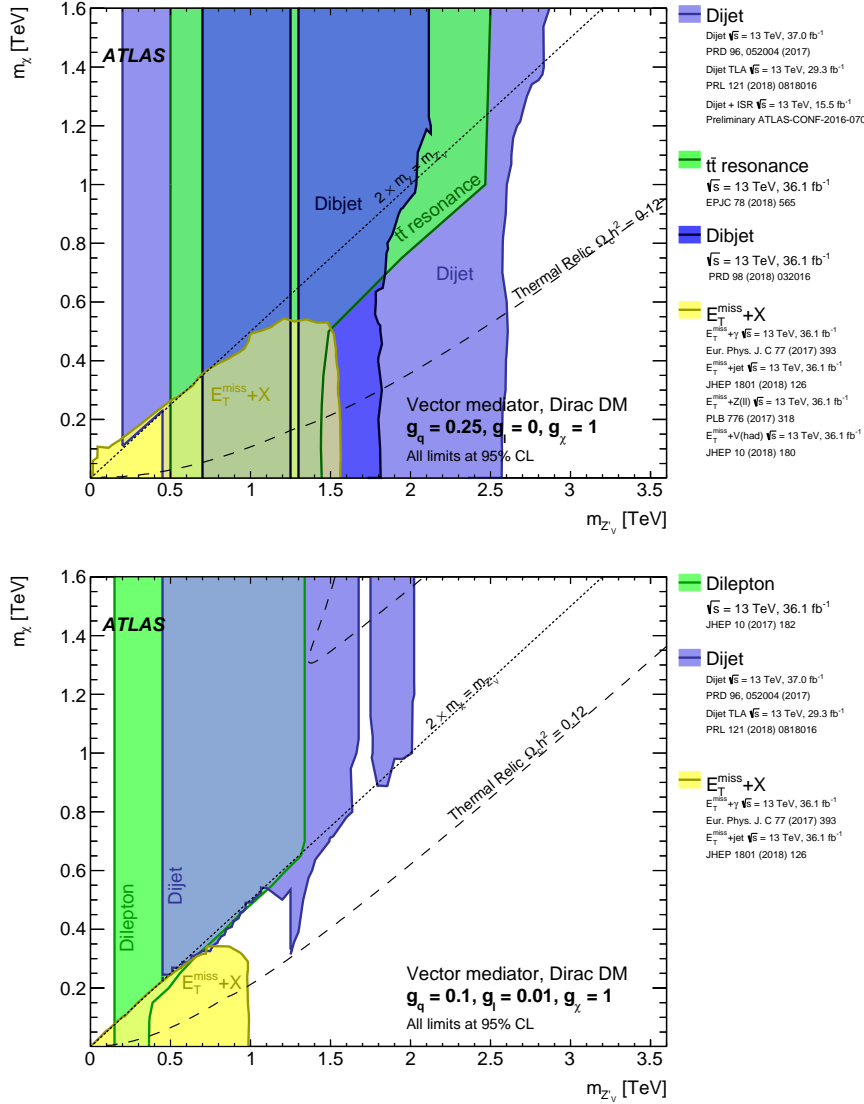 m_χ [TeV]
1.6
1.4
1.2
1
0.8
0.6
0.4
0.2
0
0.5
1
1.5
2
2.5
3
3.5
m_Z'_V [TeV]
ATLAS
Dibjet
2 × m_χ = m_Z'_V
tt̄ resonance
Dijet
Thermal Relic Ω_c h² = 0.12
E_T^miss+X
Vector mediator, Dirac DM
g_q = 0.25, g_l = 0, g_χ = 1
All limits at 95% CL
Dijet
Dijet √s = 13 TeV, 37.0 fb⁻¹
PRD 96, 052004 (2017)
Dijet TLA √s = 13 TeV, 29.3 fb⁻¹
PRL 121 (2018) 0818016
Dijet + ISR √s = 13 TeV, 15.5 fb⁻¹
Preliminary ATLAS-CONF-2016-070
tt̄ resonance
√s = 13 TeV, 36.1 fb⁻¹
EPJC 78 (2018) 565
Dibjet
√s = 13 TeV, 36.1 fb⁻¹
PRD 98 (2018) 032016
E_T^miss+X
E_T^miss+γ √s = 13 TeV, 36.1 fb⁻¹
Eur. Phys. J. C 77 (2017) 393
E_T^miss+jet √s = 13 TeV, 36.1 fb⁻¹
JHEP 1801 (2018) 126
E_T^miss+Z(ll) √s = 13 TeV, 36.1 fb⁻¹
PLB 776 (2017) 318
E_T^miss+V(had) √s = 13 TeV, 36.1 fb⁻¹
JHEP 10 (2018) 180
m_χ [TeV]
1.6
1.4
1.2
1
0.8
0.6
0.4
0.2
0
0.5
1
1.5
2
2.5
3
3.5
m_Z'_V [TeV]
ATLAS
2 × m_χ = m_Z'_V
Thermal Relic Ω_c h² = 0.12
Dilepton
Dijet
E_T^miss+X
Vector mediator, Dirac DM
g_q = 0.1, g_l = 0.01, g_χ = 1
All limits at 95% CL
Dilepton
√s = 13 TeV, 36.1 fb⁻¹
JHEP 10 (2017) 182
Dijet
Dijet √s = 13 TeV, 37.0 fb⁻¹
PRD 96, 052004 (2017)
Dijet TLA √s = 13 TeV, 29.3 fb⁻¹
PRL 121 (2018) 0818016
E_T^miss+X
E_T^miss+γ √s = 13 TeV, 36.1 fb⁻¹
Eur. Phys. J. C 77 (2017) 393
E_T^miss+jet √s = 13 TeV, 36.1 fb⁻¹
JHEP 1801 (2018) 126